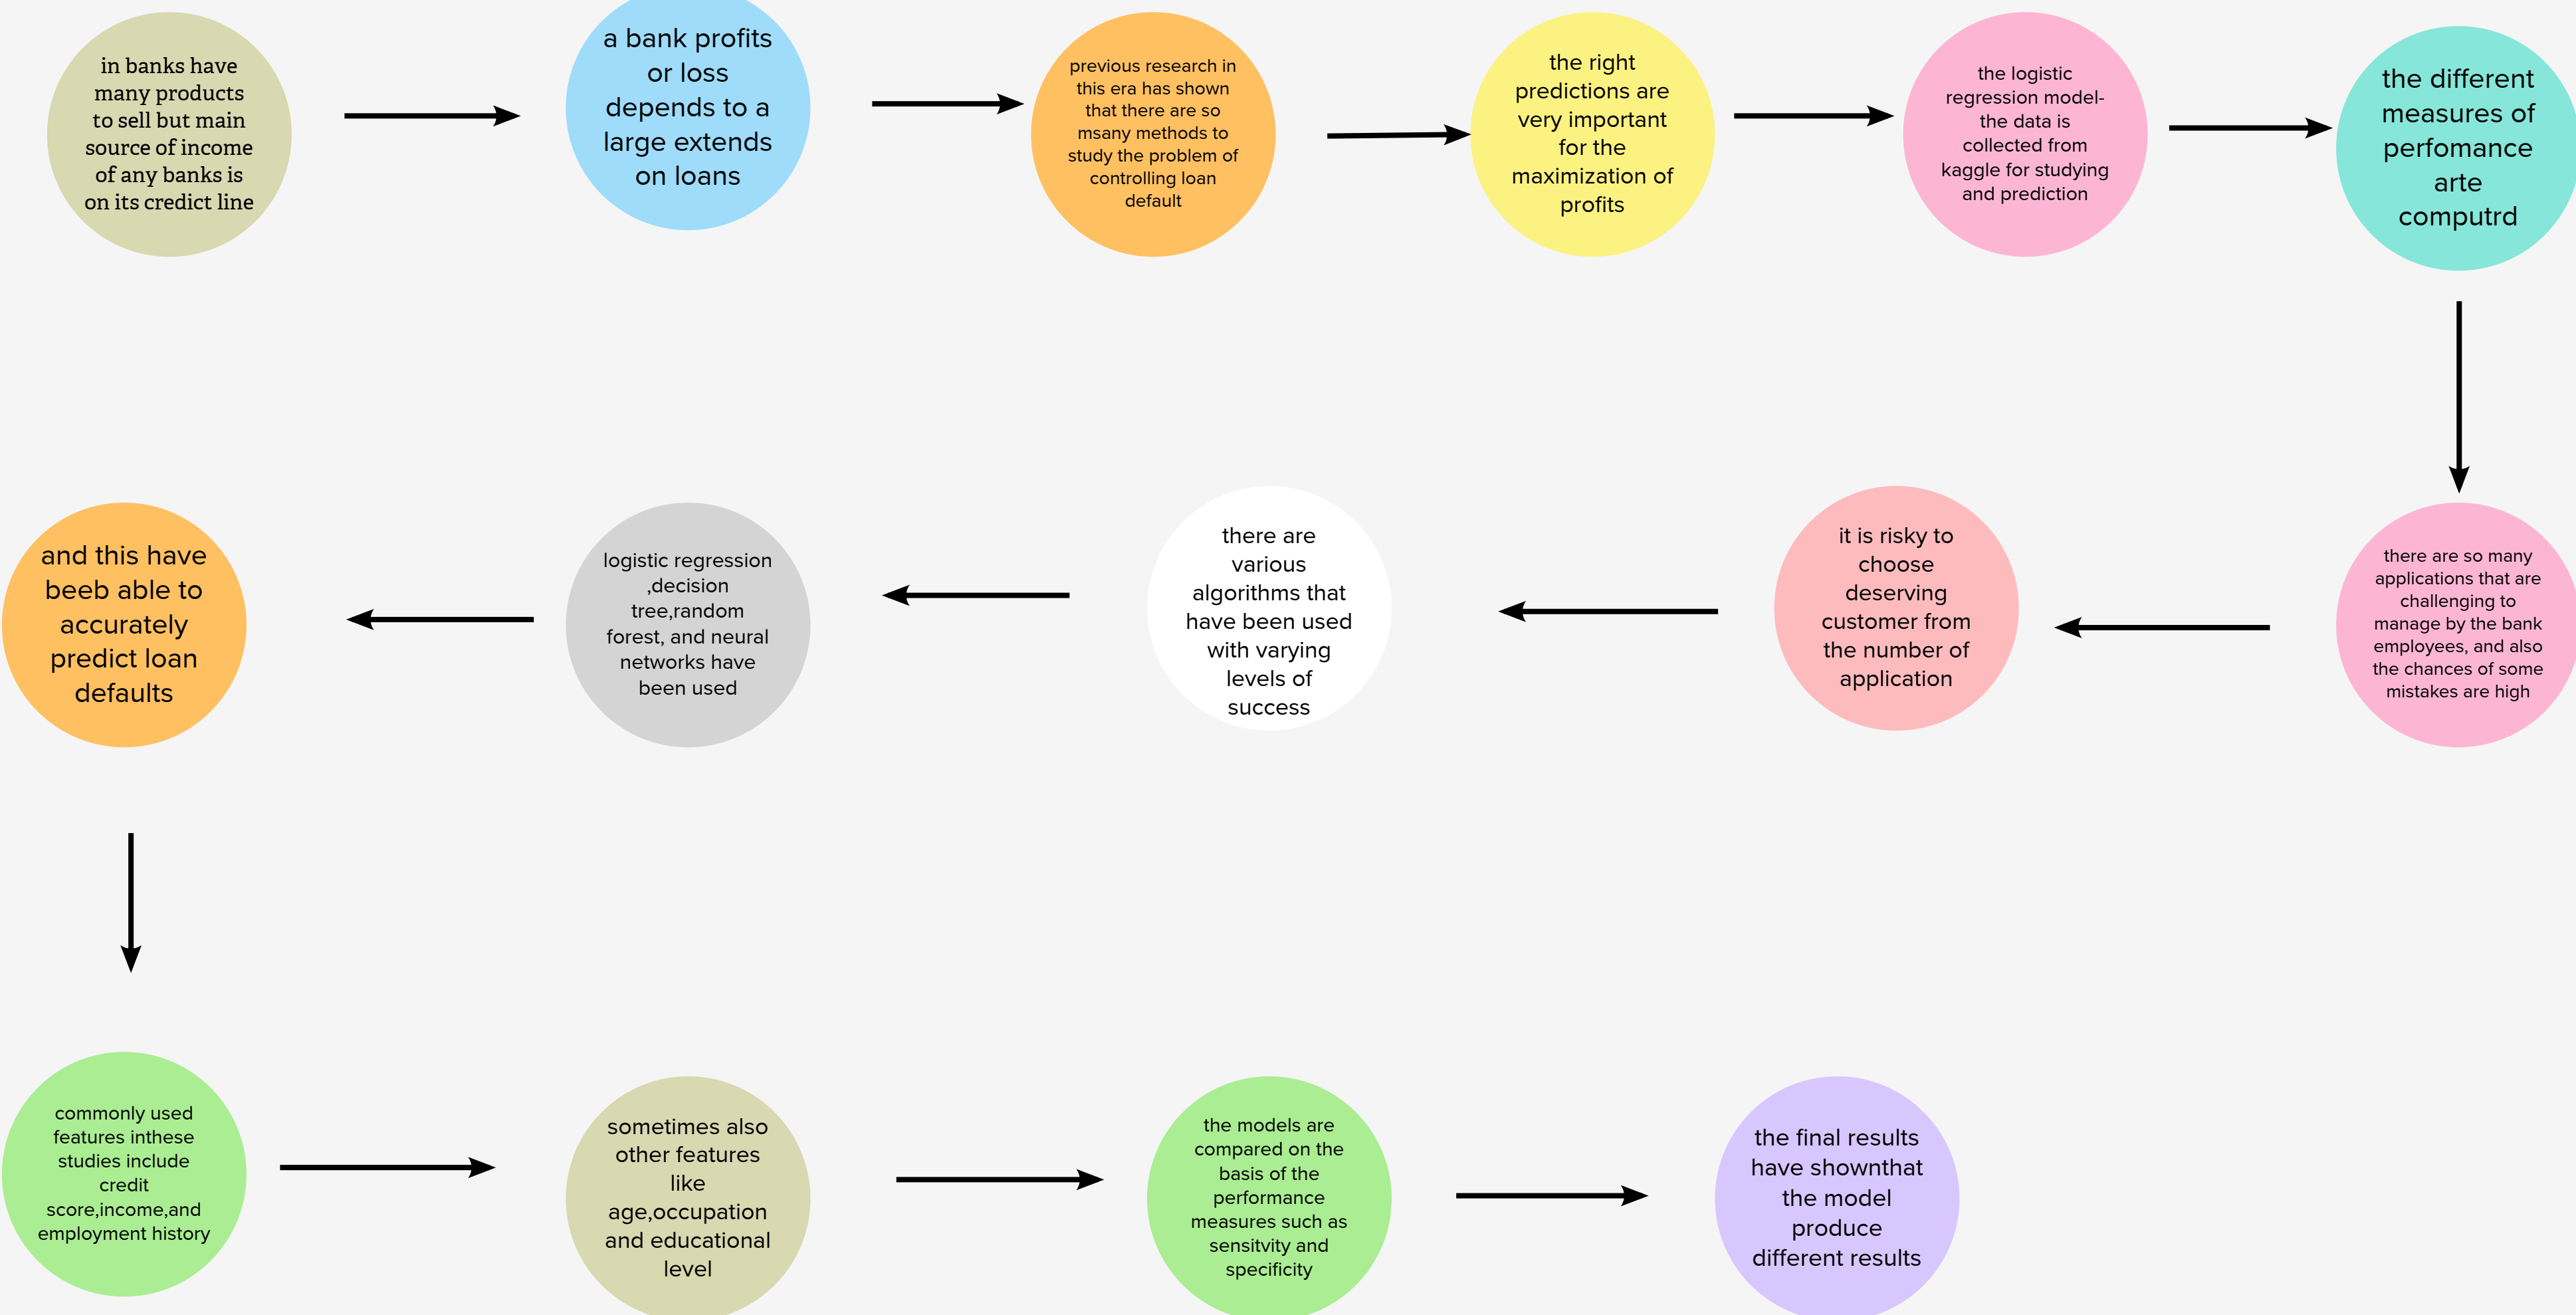 in banks have
many products
to sell but main
source of income
of any banks is
on its credict line
a bank profits
or loss
depends to a
large extends
on loans
previous research in
this era has shown
that there are so
msany methods to
study the problem of
controlling loan
default
the right
predictions are
very important
for the
maximization of
profits
the logistic
regression model-
the data is
collected from
kaggle for studying
and prediction
the different
measures of
perfomance
arte
computrd
there are so many
applications that are
challenging to
manage by the bank
employees, and also
the chances of some
mistakes are high
it is risky to
choose
deserving
customer from
the number of
application
there are
various
algorithms that
have been used
with varying
levels of
success
logistic regression
,decision
tree,random
forest, and neural
networks have
been used
and this have
beeb able to
accurately
predict loan
defaults
commonly used
features inthese
studies include
credit
score,income,and
employment history
sometimes also
other features
like
age,occupation
and educational
level
the models are
compared on the
basis of the
performance
measures such as
sensitvity and
specificity
the final results
have shownthat
the model
produce
different results